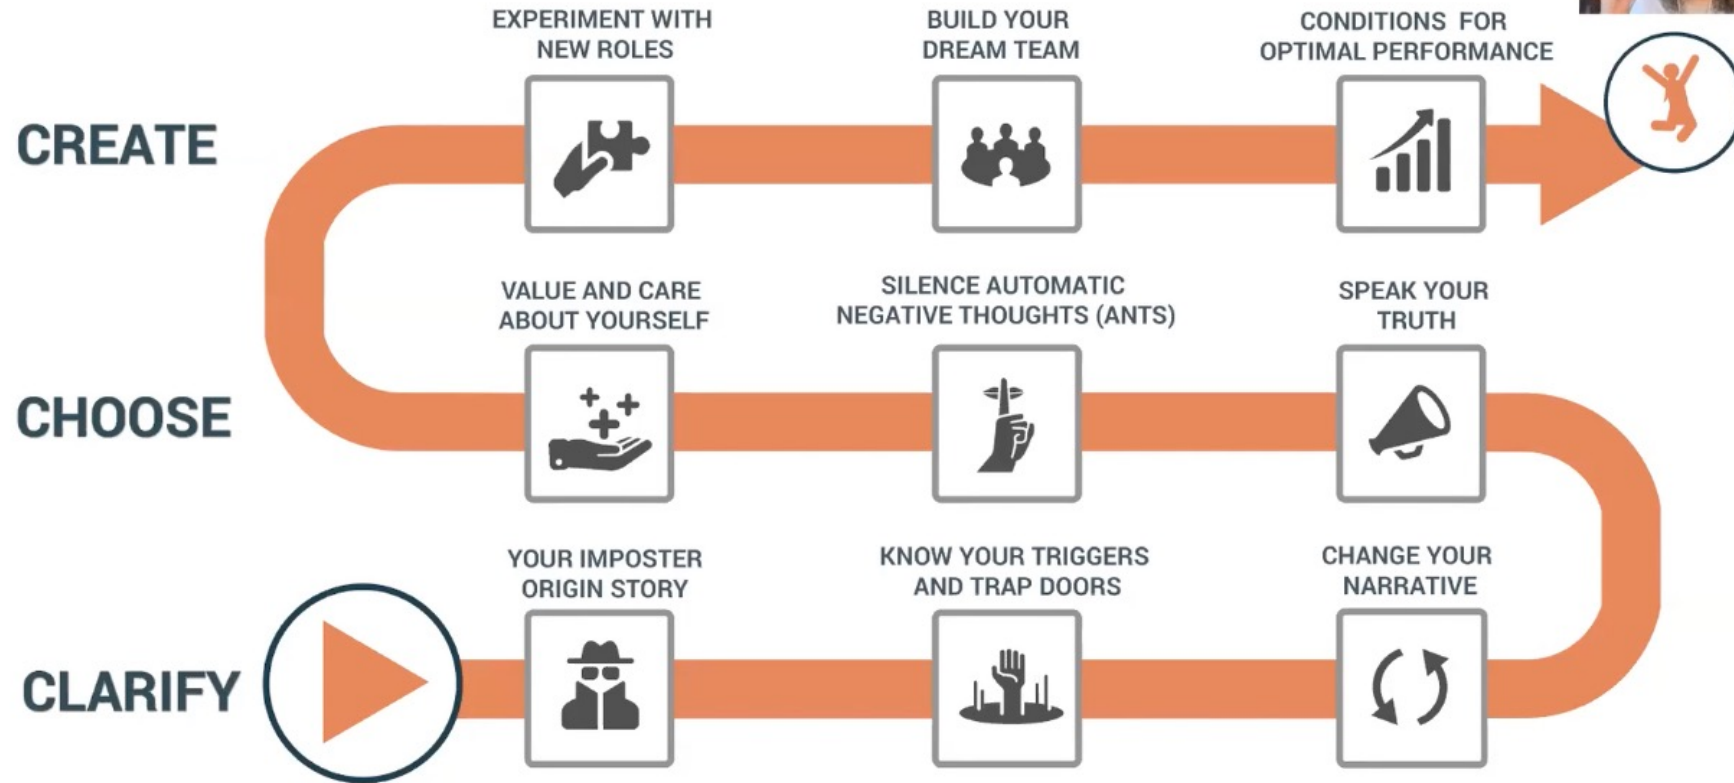 EXPERIMENT WITH
NEW ROLES
BUILD YOUR
DREAM TEAM
CONDITIONS FOR
OPTIMAL PERFORMANCE
CREATE
VALUE AND CARE
ABOUT YOURSELF
SILENCE AUTOMATIC
NEGATIVE THOUGHTS (ANTS)
SPEAK YOUR
TRUTH
CHOOSE
YOUR IMPOSTER
ORIGIN STORY
KNOW YOUR TRIGGERS
AND TRAP DOORS
CHANGE YOUR
NARRATIVE
CLARIFY